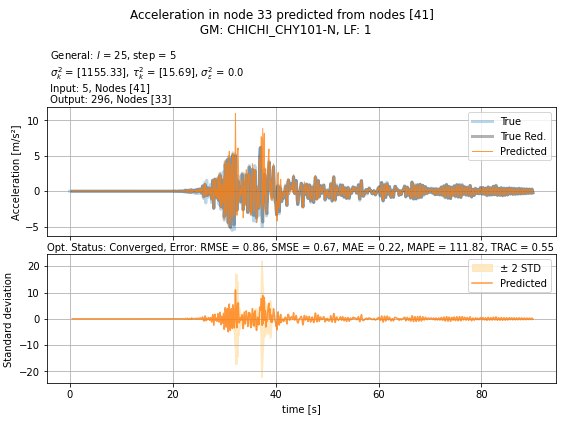 Acceleration in node 33 predicted from nodes [41]
GM: CHICHI_CHY101-N, LF: 1
General: l = 25, step = 5
σ²ₖ = [1155.33], τ²ₖ = [15.69], σ²ε = 0.0
Input: 5, Nodes [41]
Output: 296, Nodes [33]
Acceleration [m/s²]
10
5
0
−5
True
True Red.
Predicted
Opt. Status: Converged, Error: RMSE = 0.86, SMSE = 0.67, MAE = 0.22, MAPE = 111.82, TRAC = 0.55
Standard deviation
20
10
0
−10
−20
± 2 STD
Predicted
0 20 40 60 80
time [s]